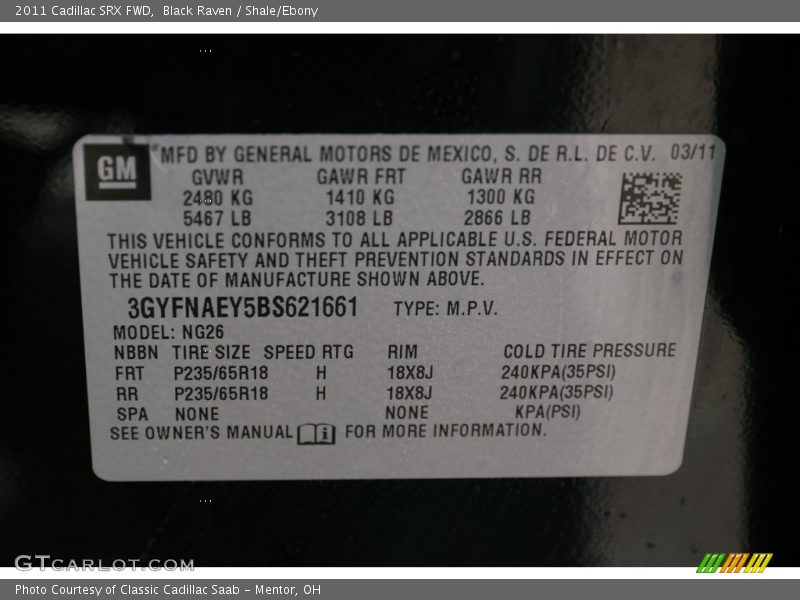 2011 Cadillac SRX FWD,  Black Raven / Shale/Ebony
GM
MFD BY GENERAL MOTORS DE MEXICO, S. DE R.L. DE C.V. 03/11
GVWR GAWR FRT GAWR RR
2480 KG 1410 KG 1300 KG
5467 LB 3108 LB 2866 LB
THIS VEHICLE CONFORMS TO ALL APPLICABLE U.S. FEDERAL MOTOR
VEHICLE SAFETY AND THEFT PREVENTION STANDARDS IN EFFECT ON
THE DATE OF MANUFACTURE SHOWN ABOVE.
3GYFNAEY5BS621661 TYPE: M.P.V.
MODEL: NG26
NBBN TIRE SIZE SPEED RTG RIM COLD TIRE PRESSURE
FRT P235/65R18 H 18X8J 240KPA(35PSI)
RR P235/65R18 H 18X8J 240KPA(35PSI)
SPA NONE NONE KPA(PSI)
SEE OWNER'S MANUAL FOR MORE INFORMATION.
GTCARLOT.COM
Photo Courtesy of Classic Cadillac Saab - Mentor, OH